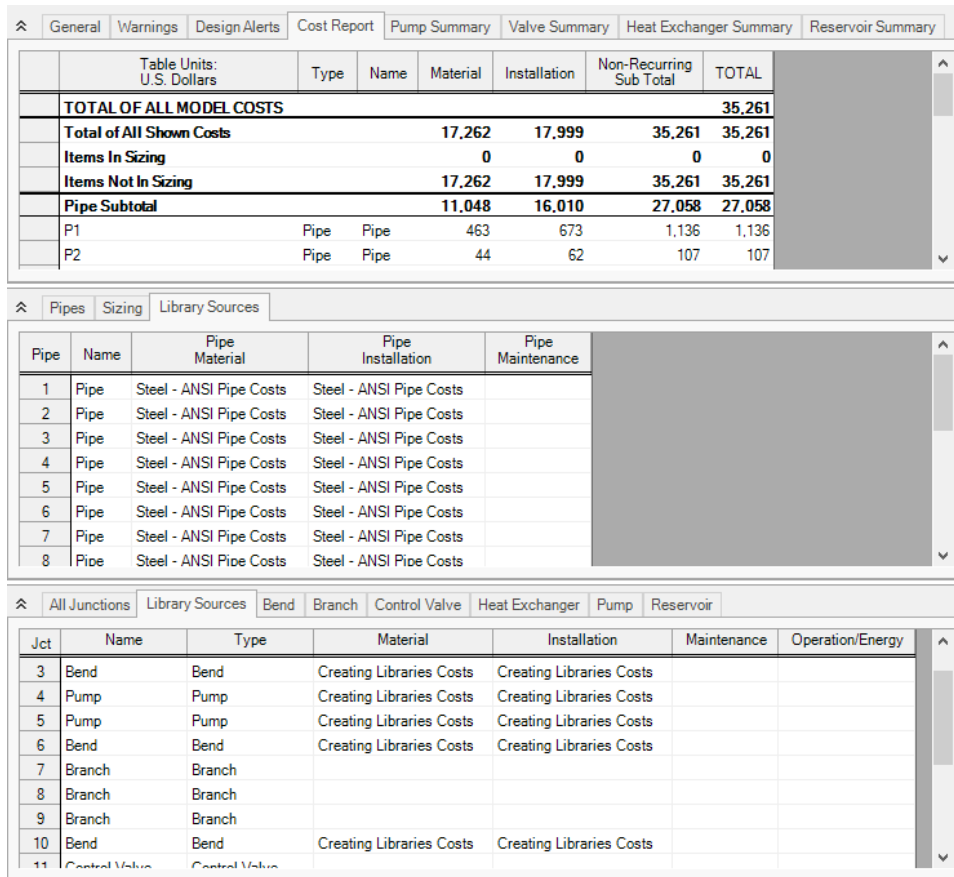 General Warnings Design Alerts Cost Report Pump Summary Valve Summary Heat Exchanger Summary Reservoir Summary
Table Units: U.S. Dollars Type Name Material Installation Non-Recurring Sub Total TOTAL
TOTAL OF ALL MODEL COSTS 35,261
Total of All Shown Costs 17,262 17,999 35,261 35,261
Items In Sizing 0 0 0 0
Items Not In Sizing 17,262 17,999 35,261 35,261
Pipe Subtotal 11,048 16,010 27,058 27,058
P1 Pipe Pipe 463 673 1,136 1,136
P2 Pipe Pipe 44 62 107 107
Pipes Sizing Library Sources
Pipe Name Pipe Material Pipe Installation Pipe Maintenance
1 Pipe Steel - ANSI Pipe Costs Steel - ANSI Pipe Costs
2 Pipe Steel - ANSI Pipe Costs Steel - ANSI Pipe Costs
3 Pipe Steel - ANSI Pipe Costs Steel - ANSI Pipe Costs
4 Pipe Steel - ANSI Pipe Costs Steel - ANSI Pipe Costs
5 Pipe Steel - ANSI Pipe Costs Steel - ANSI Pipe Costs
6 Pipe Steel - ANSI Pipe Costs Steel - ANSI Pipe Costs
7 Pipe Steel - ANSI Pipe Costs Steel - ANSI Pipe Costs
8 Pipe Steel - ANSI Pipe Costs Steel - ANSI Pipe Costs
All Junctions Library Sources Bend Branch Control Valve Heat Exchanger Pump Reservoir
Jct Name Type Material Installation Maintenance Operation/Energy
3 Bend Bend Creating Libraries Costs Creating Libraries Costs
4 Pump Pump Creating Libraries Costs Creating Libraries Costs
5 Pump Pump Creating Libraries Costs Creating Libraries Costs
6 Bend Bend Creating Libraries Costs Creating Libraries Costs
7 Branch Branch
8 Branch Branch
9 Branch Branch
10 Bend Bend Creating Libraries Costs Creating Libraries Costs
11 Control Valve Control Valve